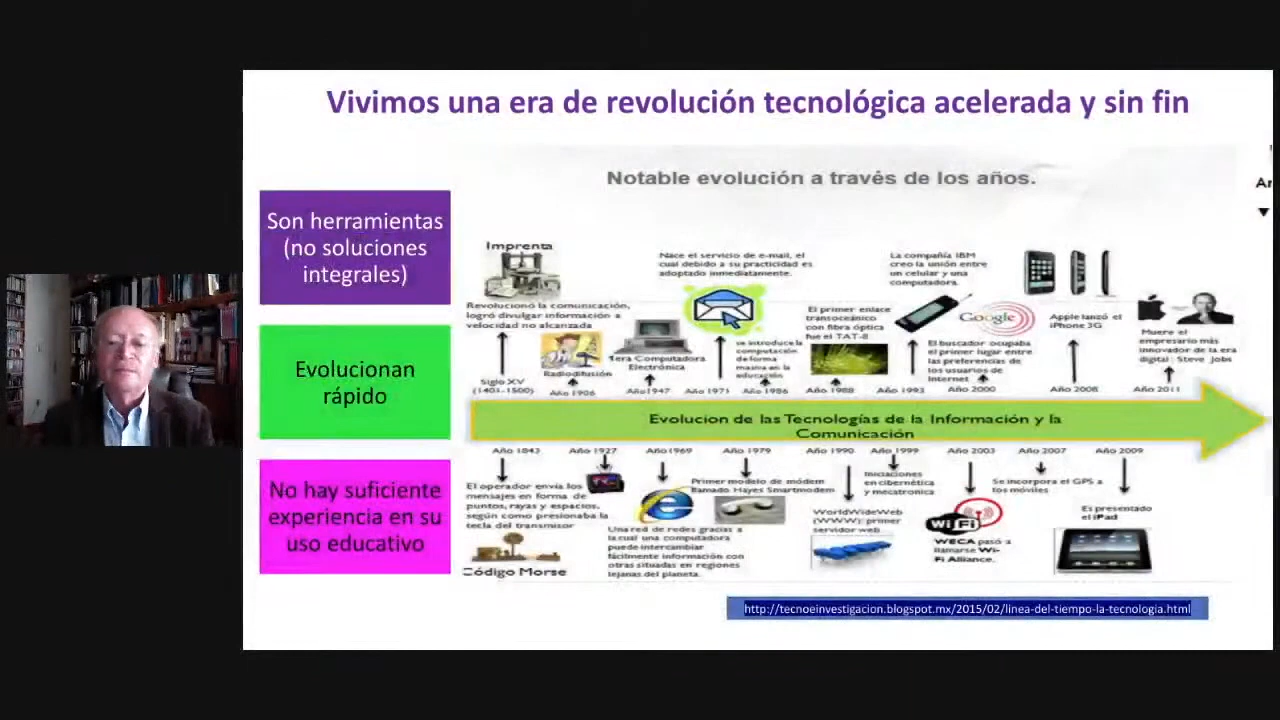 Vivimos una era de revolución tecnológica acelerada y sin fin
Notable evolución a través de los años.
Son herramientas
(no soluciones
integrales)
Evolucionan
rápido
No hay suficiente
experiencia en su
uso educativo
Imprenta
Revolucionó la comunicación,
logró divulgar información a
velocidad no alcanzada
Siglo XV
(1401-1500)
Radiodifusión
Año 1906
1era Computadora
Electrónica
Año1947
Nace el servicio de e-mail, el
cual debido a su practicidad es
adoptado inmediatamente.
Año 1971
se introduce la
computación
de forma
masiva en la
educación
Año 1986
El primer enlace
transoceánico
con fibra óptica
fue el TAT-8
Año 1988
La compañía IBM
creo la unión entre
un celular y una
computadora.
Año 1993
Google
El buscador ocupaba
el primer lugar entre
las preferencias de
los usuarios de
Internet
Año 2000
Apple lanzó el
iPhone 3G
Año 2008
Muere el
empresario más
innovador de la era
digital: Steve Jobs
Año 2011
Ar
Evolucion de las Tecnologías de la Información y la
Comunicación
Año 1843
El operador envía los
mensajes en forma de
puntos, rayas y espacios,
según como presionaba la
tecla del transmisor
Código Morse
Año 1927
Año1969
Una red de redes gracias a
la cual una computadora
puede intercambiar
fácilmente información con
otras situadas en regiones
lejanas del planeta.
Año 1979
Primer modelo de módem
llamado Hayes Smartmodem
Año 1990
WorldWideWeb
(WWW): primer
servidor web
Año 1999
Iniciaciones
en cibernética
y mecatronica
Año 2003
Wi Fi
WECA pasó a
llamarse Wi-
Fi Alliance.
Año 2007
Se incorpora el GPS a
los móviles
Año 2009
Es presentado
el iPad
http://tecnoeinvestigacion.blogspot.mx/2015/02/linea-del-tiempo-la-tecnologia.html